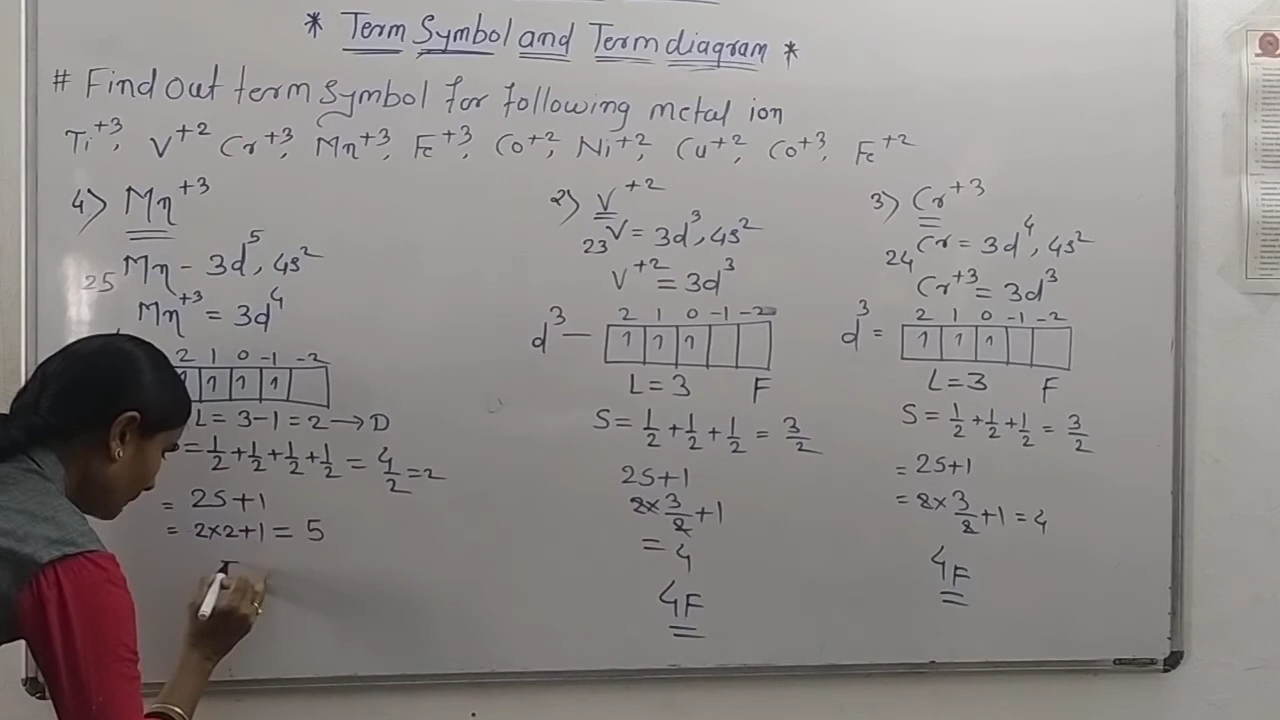 * Term Symbol and Term diagram *
# Find Out term symbol for following metal ion
Ti+3, V+2 Cr+3, Mn+3, Fe+3, Co+2, Ni+2, Cu+2, Co+3, Fe+2
4) Mn+3
25Mn - 3d5, 4s2
Mn+3 = 3d4
2 1 0 -1 -2
1 1 1 1
L = 3-1 = 2 → D
= 1/2 + 1/2 + 1/2 + 1/2 = 4/2 = 2
= 2S+1
= 2×2+1 = 5
2) V+2
23V = 3d3, 4s2
V+2 = 3d3
2 1 0 -1 -2
d3 — 1 1 1
L = 3 F
S = 1/2 + 1/2 + 1/2 = 3/2
2S+1
2×3/2+1
= 4
4F
3) Cr+3
24Cr = 3d4, 4s2
Cr+3 = 3d3
2 1 0 -1 -2
d3 = 1 1 1
L = 3 F
S = 1/2 + 1/2 + 1/2 = 3/2
= 2S+1
= 2×3/2+1 = 4
4F